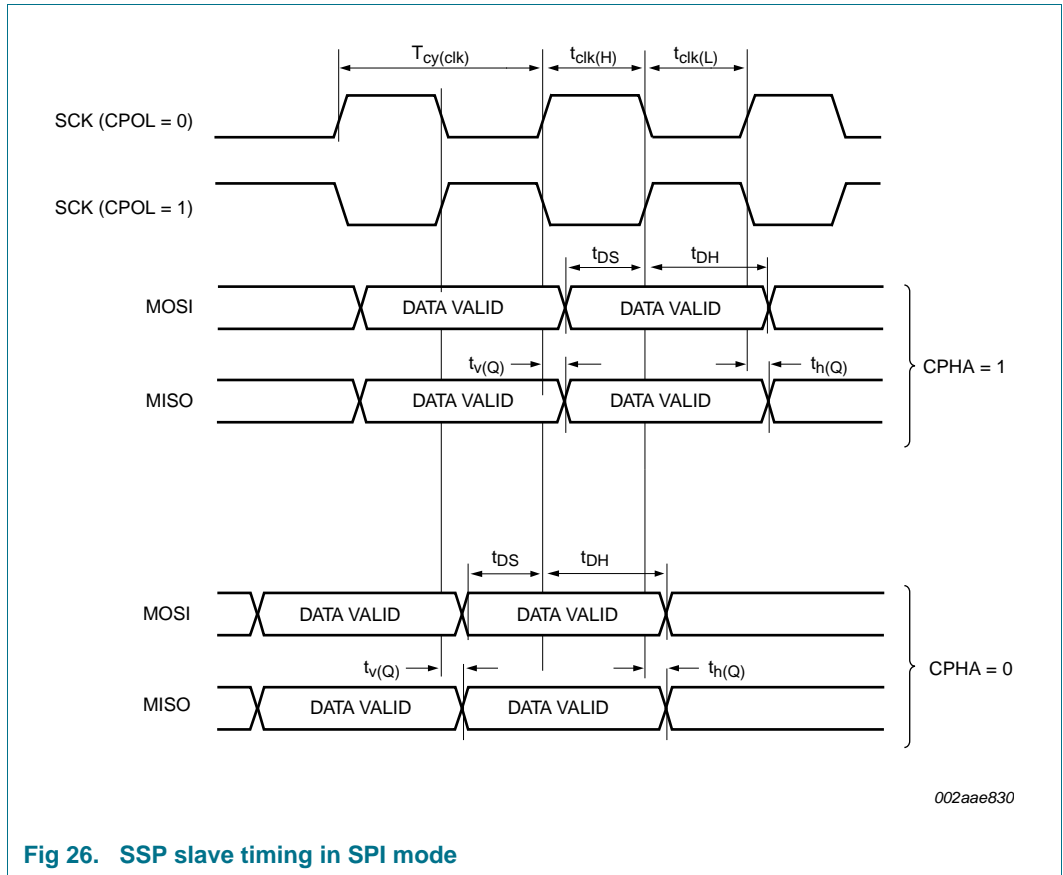 Tcy(clk) tclk(H) tclk(L)
SCK (CPOL = 0)
SCK (CPOL = 1)
tDS tDH
MOSI DATA VALID DATA VALID
tv(Q) th(Q)
MISO DATA VALID DATA VALID
CPHA = 1
tDS tDH
MOSI DATA VALID DATA VALID
tv(Q) th(Q)
MISO DATA VALID DATA VALID
CPHA = 0
002aae830
Fig 26. SSP slave timing in SPI mode